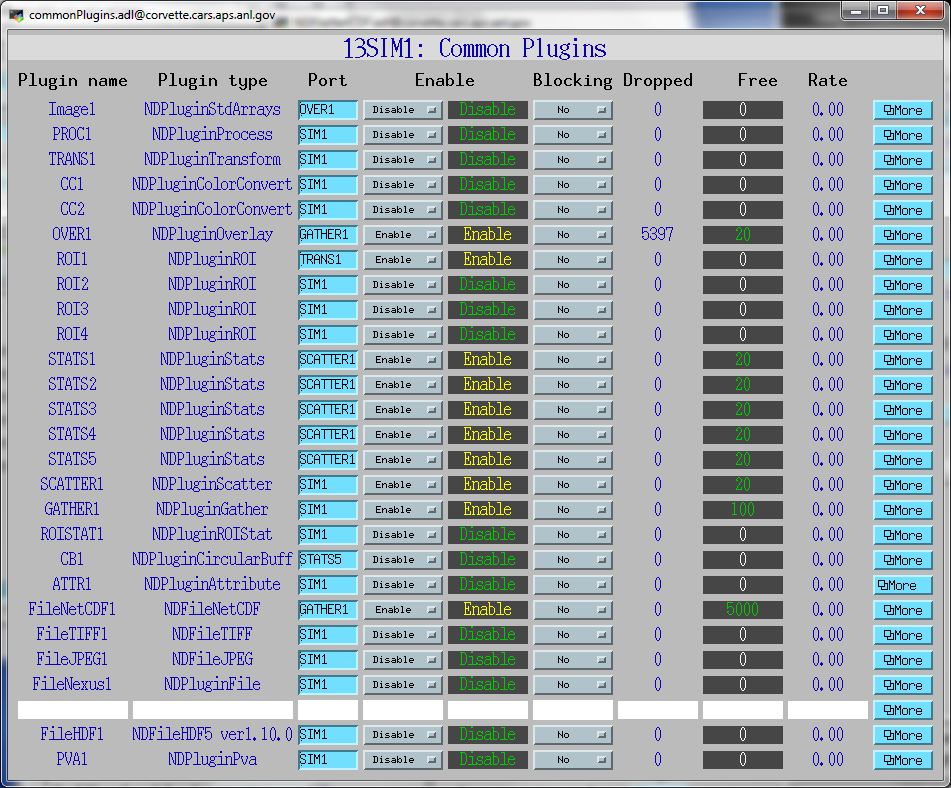 commonPlugins.adl@corvette.cars.aps.anl.gov
13SIM1: Common Plugins
Plugin name Plugin type Port Enable Blocking Dropped Free Rate
Image1 NDPluginStdArrays OVER1 Disable Disable No 0 0 0.00 More
PROC1 NDPluginProcess SIM1 Disable Disable No 0 0 0.00 More
TRANS1 NDPluginTransform SIM1 Disable Disable No 0 0 0.00 More
CC1 NDPluginColorConvert SIM1 Disable Disable No 0 0 0.00 More
CC2 NDPluginColorConvert SIM1 Disable Disable No 0 0 0.00 More
OVER1 NDPluginOverlay GATHER1 Enable Enable No 5397 20 0.00 More
ROI1 NDPluginROI TRANS1 Enable Enable No 0 0 0.00 More
ROI2 NDPluginROI SIM1 Disable Disable No 0 0 0.00 More
ROI3 NDPluginROI SIM1 Disable Disable No 0 0 0.00 More
ROI4 NDPluginROI SIM1 Disable Disable No 0 0 0.00 More
STATS1 NDPluginStats SCATTER1 Enable Enable No 0 20 0.00 More
STATS2 NDPluginStats SCATTER1 Enable Enable No 0 20 0.00 More
STATS3 NDPluginStats SCATTER1 Enable Enable No 0 20 0.00 More
STATS4 NDPluginStats SCATTER1 Enable Enable No 0 20 0.00 More
STATS5 NDPluginStats SCATTER1 Enable Enable No 0 20 0.00 More
SCATTER1 NDPluginScatter SIM1 Enable Enable No 0 20 0.00 More
GATHER1 NDPluginGather SIM1 Enable Enable No 0 100 0.00 More
ROISTAT1 NDPluginROIStat SIM1 Disable Disable No 0 0 0.00 More
CB1 NDPluginCircularBuff STATS5 Disable Disable No 0 0 0.00 More
ATTR1 NDPluginAttribute SIM1 Disable Disable No 0 0 0.00 More
FileNetCDF1 NDFileNetCDF GATHER1 Enable Enable No 0 5000 0.00 More
FileTIFF1 NDFileTIFF SIM1 Disable Disable No 0 0 0.00 More
FileJPEG1 NDFileJPEG SIM1 Disable Disable No 0 0 0.00 More
FileNexus1 NDPluginFile SIM1 Disable Disable No 0 0 0.00 More
More
FileHDF1 NDFileHDF5 ver1.10.0 SIM1 Disable Disable No 0 0 0.00 More
PVA1 NDPluginPva SIM1 Disable Disable No 0 0 0.00 More